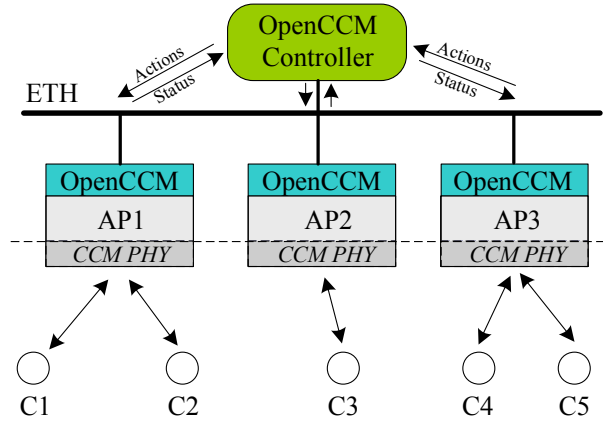 OpenCCM
Controller
Actions
Status
Actions
Status
ETH
OpenCCM
OpenCCM
OpenCCM
AP1
AP2
AP3
CCM PHY
CCM PHY
CCM PHY
C1
C2
C3
C4
C5